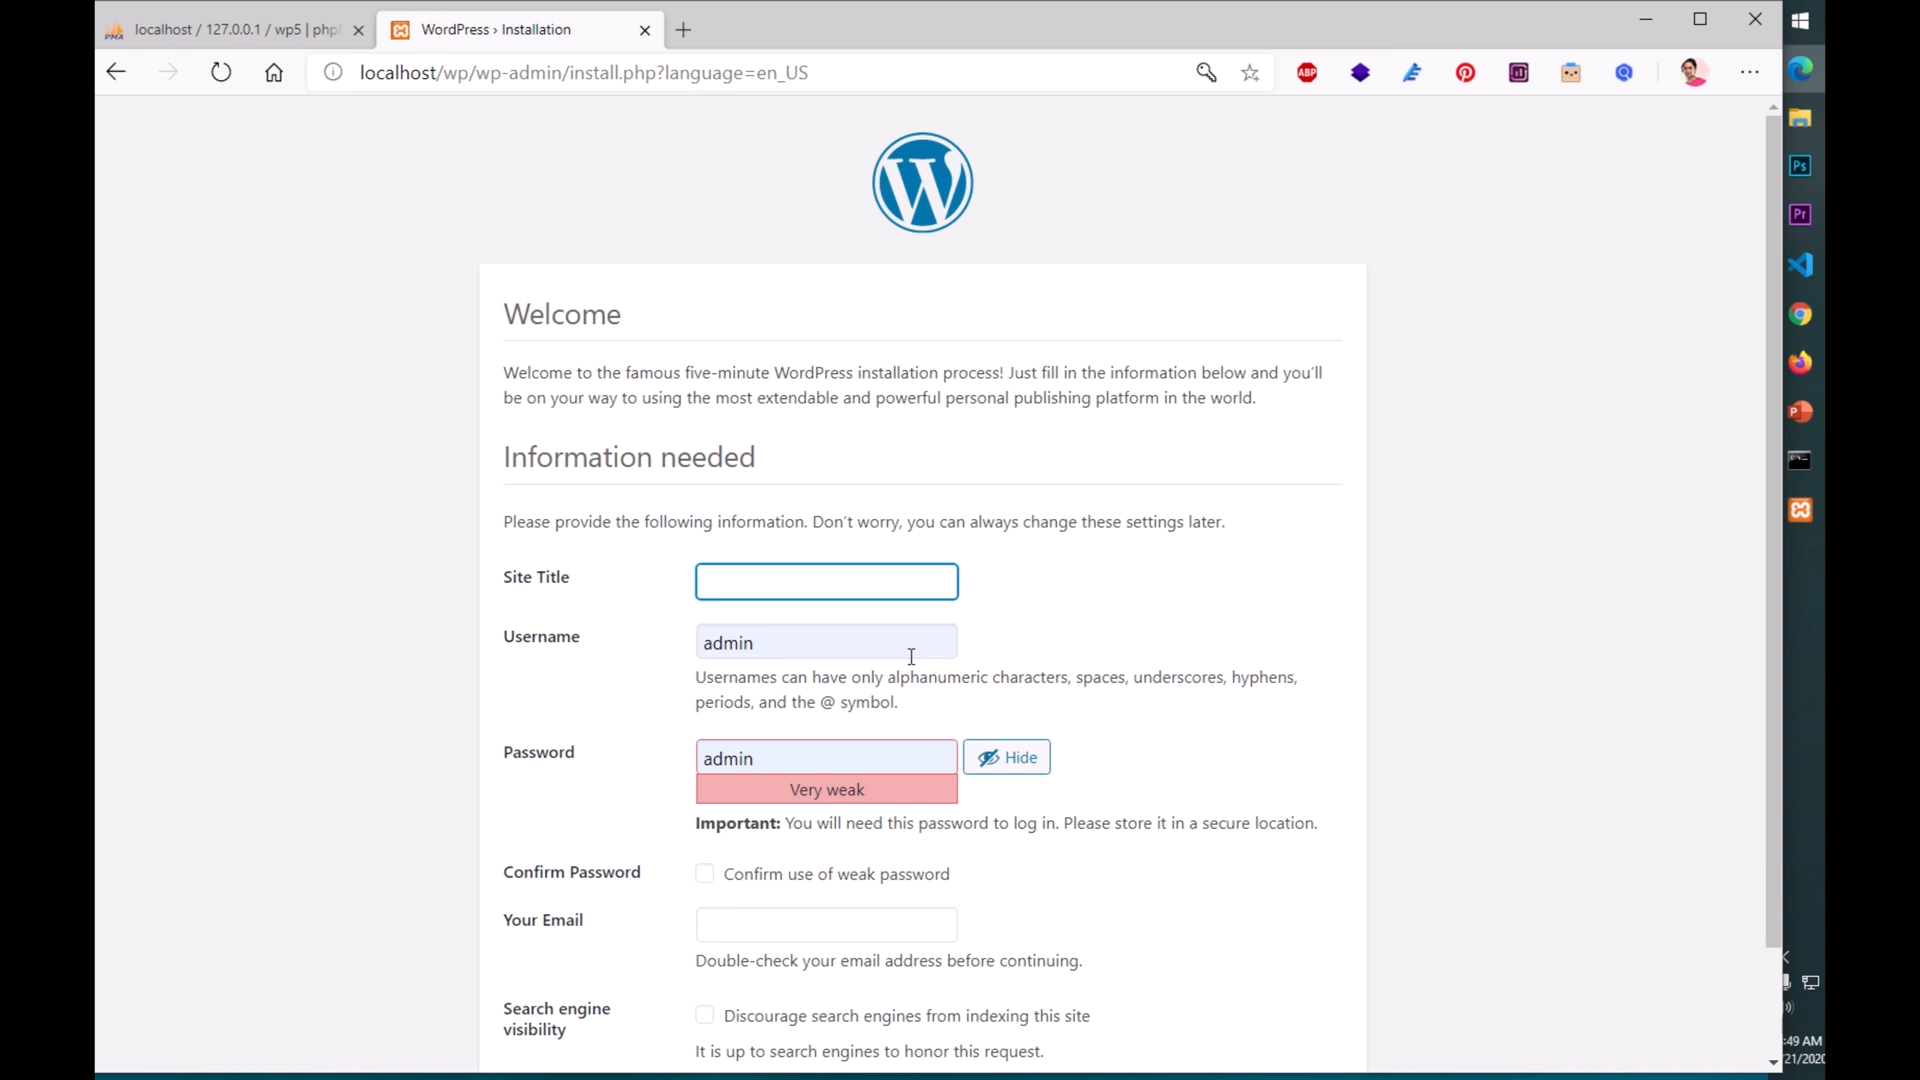 localhost / 127.0.0.1 / wp5 | php
WordPress › Installation
localhost/wp/wp-admin/install.php?language=en_US
ABP
Welcome
Welcome to the famous five-minute WordPress installation process! Just fill in the information below and you’ll
be on your way to using the most extendable and powerful personal publishing platform in the world.
Information needed
Please provide the following information. Don’t worry, you can always change these settings later.
Site Title
Username
admin
Usernames can have only alphanumeric characters, spaces, underscores, hyphens,
periods, and the @ symbol.
Password
admin
Hide
Very weak
Important: You will need this password to log in. Please store it in a secure location.
Confirm Password
Confirm use of weak password
Your Email
Double-check your email address before continuing.
Search engine
visibility
Discourage search engines from indexing this site
It is up to search engines to honor this request.
Ps
Pr
:49 AM
/21/2020